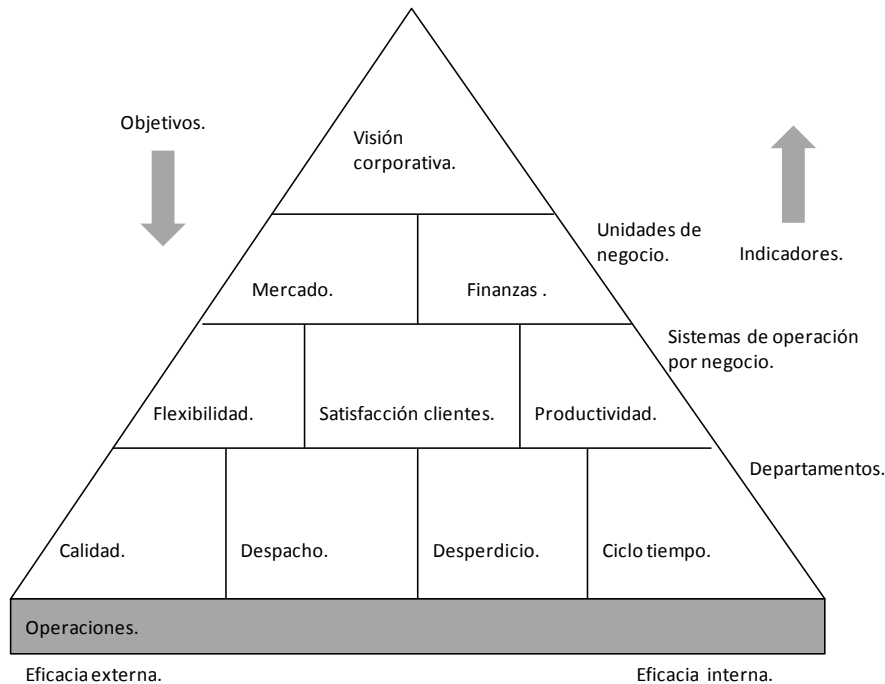 Objetivos.
Visión
corporativa.
Unidades de
negocio.
Indicadores.
Mercado.
Finanzas .
Sistemas de operación
por negocio.
Flexibilidad.
Satisfacción clientes.
Productividad.
Departamentos.
Calidad.
Despacho.
Desperdicio.
Ciclo tiempo.
Operaciones.
Eficacia externa.
Eficacia interna.